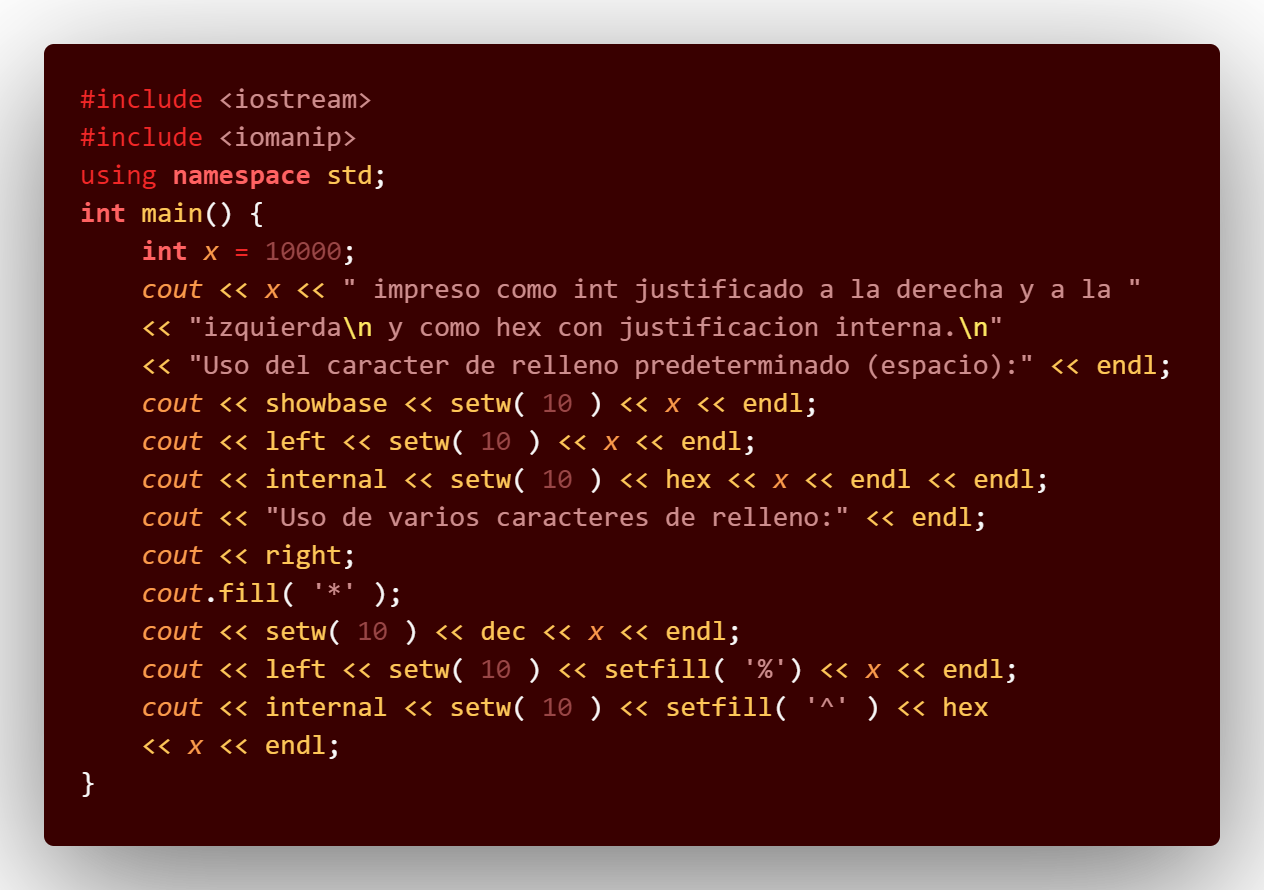 #include <iostream>
#include <iomanip>
using namespace std;
int main() {
    int x = 10000;
    cout << x << " impreso como int justificado a la derecha y a la "
    << "izquierda\n y como hex con justificacion interna.\n"
    << "Uso del caracter de relleno predeterminado (espacio):" << endl;
    cout << showbase << setw( 10 ) << x << endl;
    cout << left << setw( 10 ) << x << endl;
    cout << internal << setw( 10 ) << hex << x << endl << endl;
    cout << "Uso de varios caracteres de relleno:" << endl;
    cout << right;
    cout.fill( '*' );
    cout << setw( 10 ) << dec << x << endl;
    cout << left << setw( 10 ) << setfill( '%') << x << endl;
    cout << internal << setw( 10 ) << setfill( '^' ) << hex
    << x << endl;
}